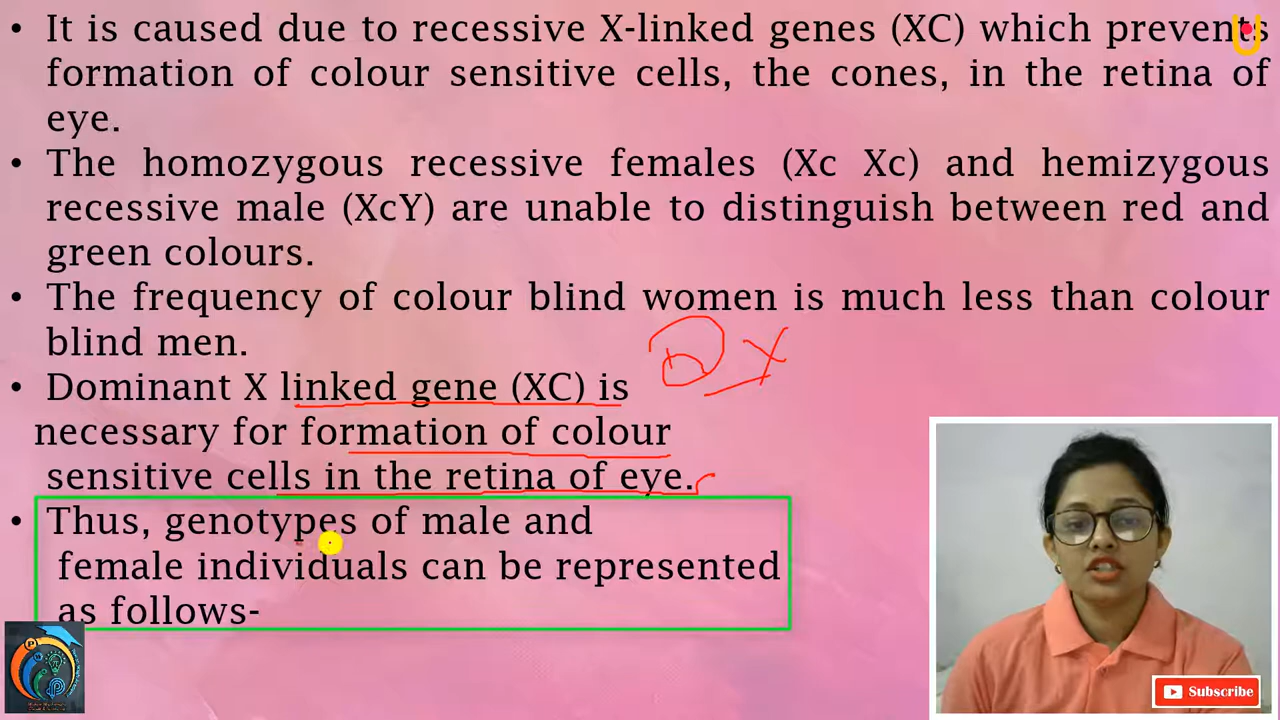 • It is caused due to recessive X-linked genes (XC) which prevents
formation of colour sensitive cells, the cones, in the retina of
eye.
• The homozygous recessive females (Xc Xc) and hemizygous
recessive male (XcY) are unable to distinguish between red and
green colours.
• The frequency of colour blind women is much less than colour
blind men.
• Dominant X linked gene (XC) is
necessary for formation of colour
sensitive cells in the retina of eye.
• Thus, genotypes of male and
female individuals can be represented
as follows-
Subscribe